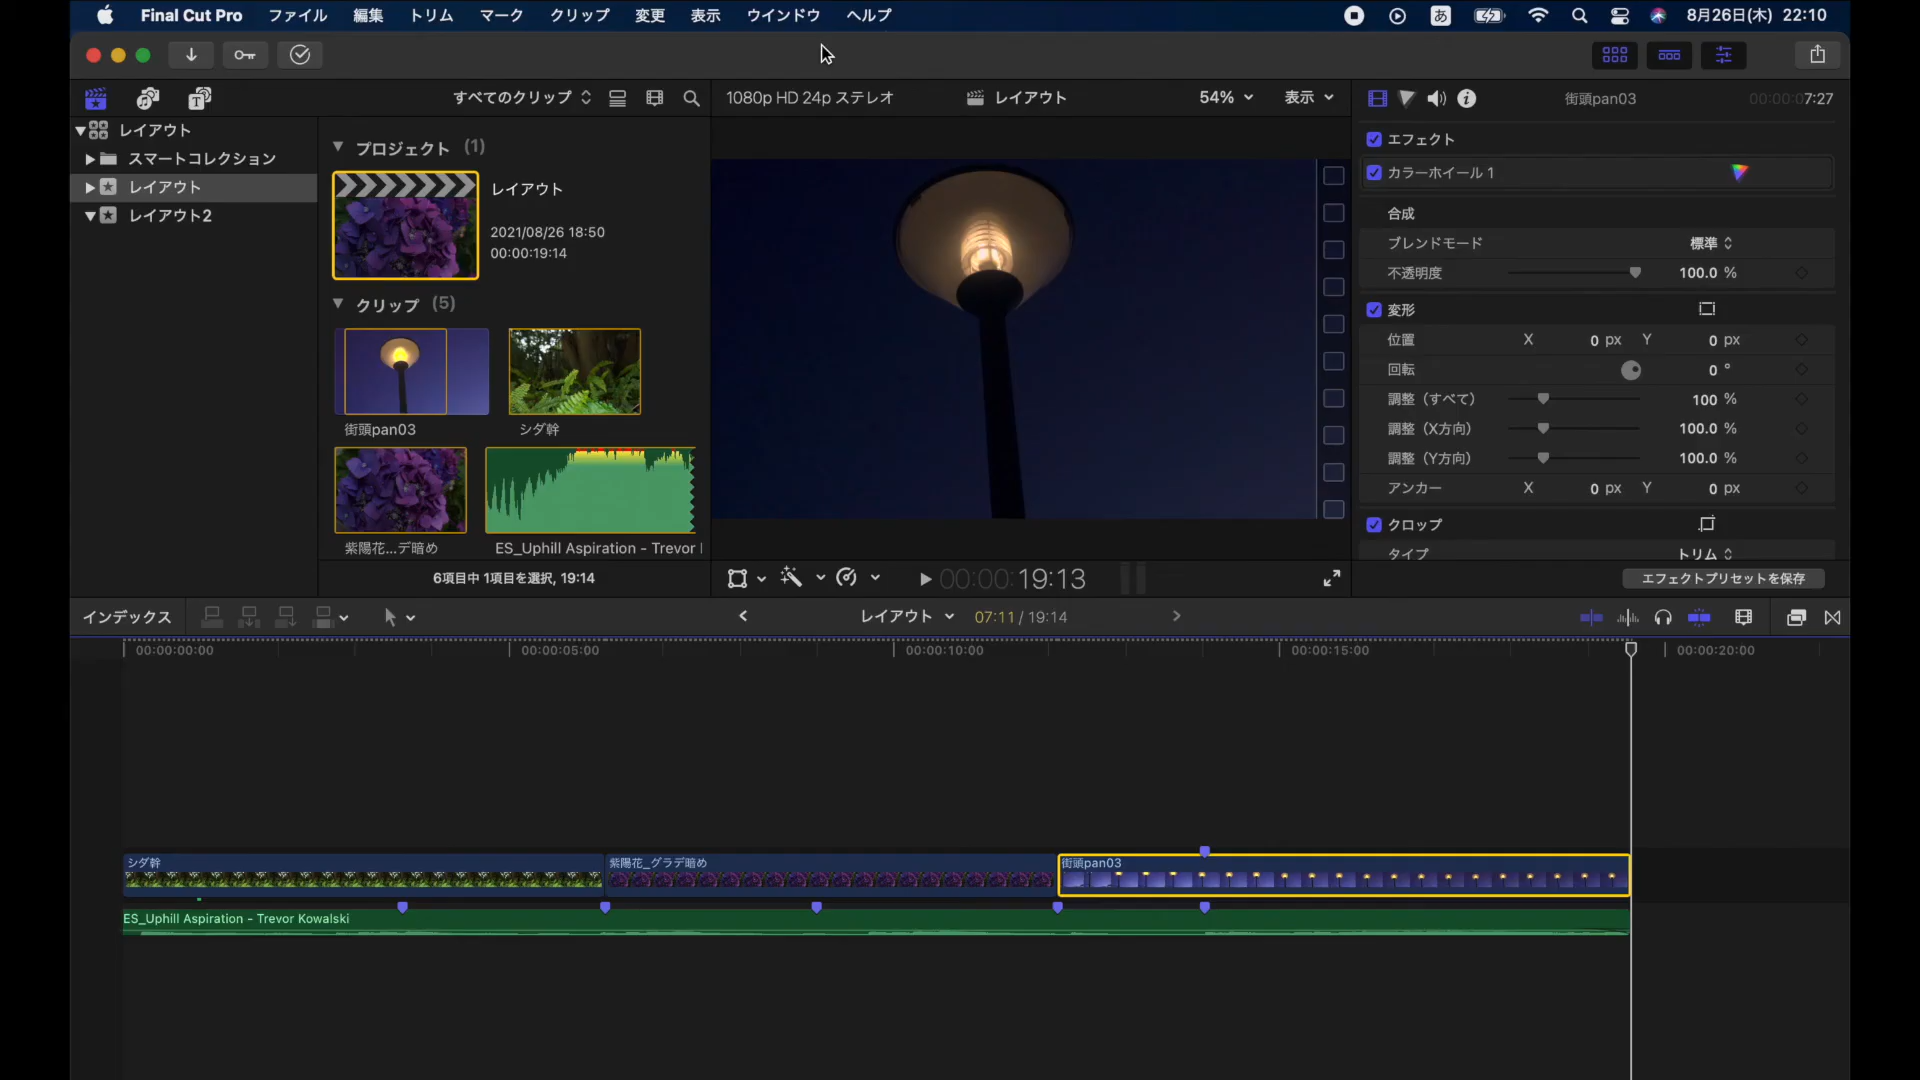 Final Cut Pro ファイル 編集 トリム マーク クリップ 変更 表示 ウインドウ ヘルプ あ 8月26日(木) 22:10
すべてのクリップ 1080p HD 24p ステレオ レイアウト 54% 表示 街頭pan03 00:00:07:27
レイアウト
スマートコレクション
レイアウト
レイアウト2
プロジェクト (1)
レイアウト
2021/08/26 18:50
00:00:19:14
クリップ (5)
街頭pan03
シダ幹
紫陽花...デ暗め
ES_Uphill Aspiration - Trevor
6項目中 1項目を選択, 19:14
00:00:19:13
エフェクト
カラーホイール 1
合成
ブレンドモード 標準
不透明度 100.0 %
変形
位置 X 0 px Y 0 px
回転 0 °
調整（すべて） 100 %
調整（X方向） 100.0 %
調整（Y方向） 100.0 %
アンカー X 0 px Y 0 px
クロップ
タイプ トリム
エフェクトプリセットを保存
インデックス レイアウト 07:11 / 19:14
00:00:00:00 00:00:05:00 00:00:10:00 00:00:15:00 00:00:20:00
シダ幹 紫陽花_グラデ暗め 街頭pan03
ES_Uphill Aspiration - Trevor Kowalski